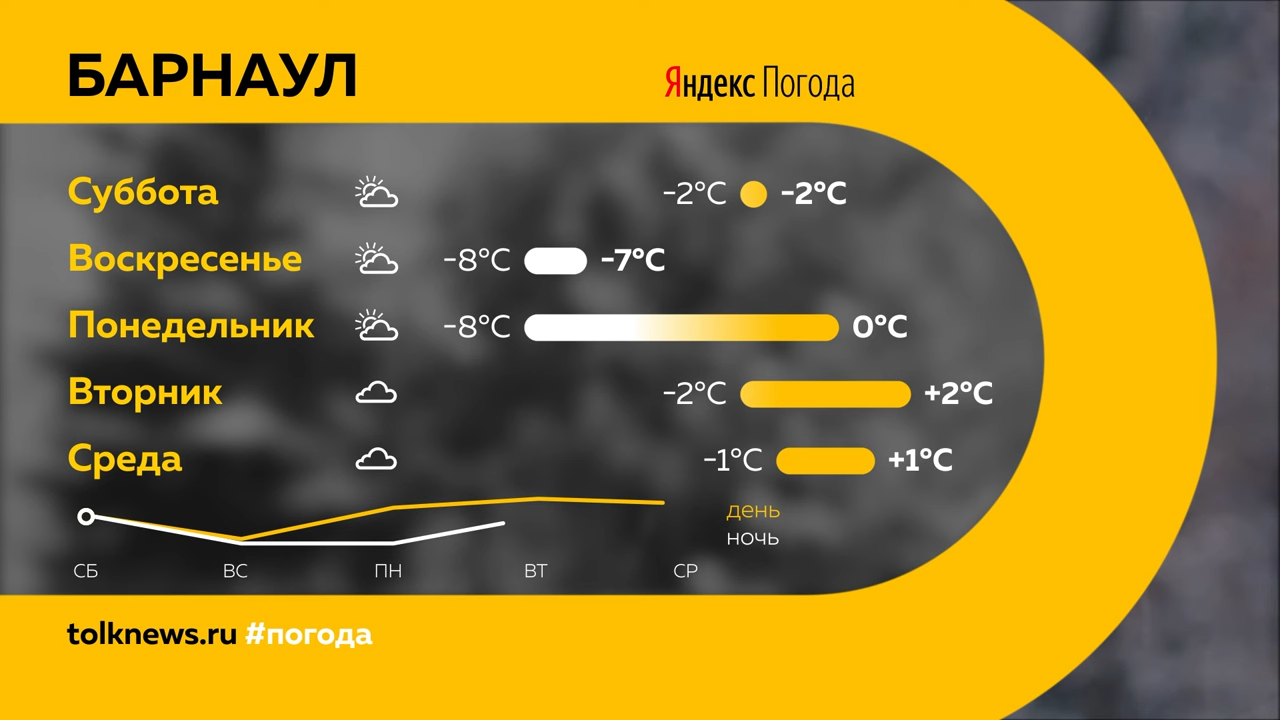 БАРНАУЛ
Яндекс Погода
Суббота -2°C -2°C
Воскресенье -8°C -7°C
Понедельник -8°C 0°C
Вторник -2°C +2°C
Среда -1°C +1°C
день
ночь
СБ ВС ПН ВТ СР
tolknews.ru #погода